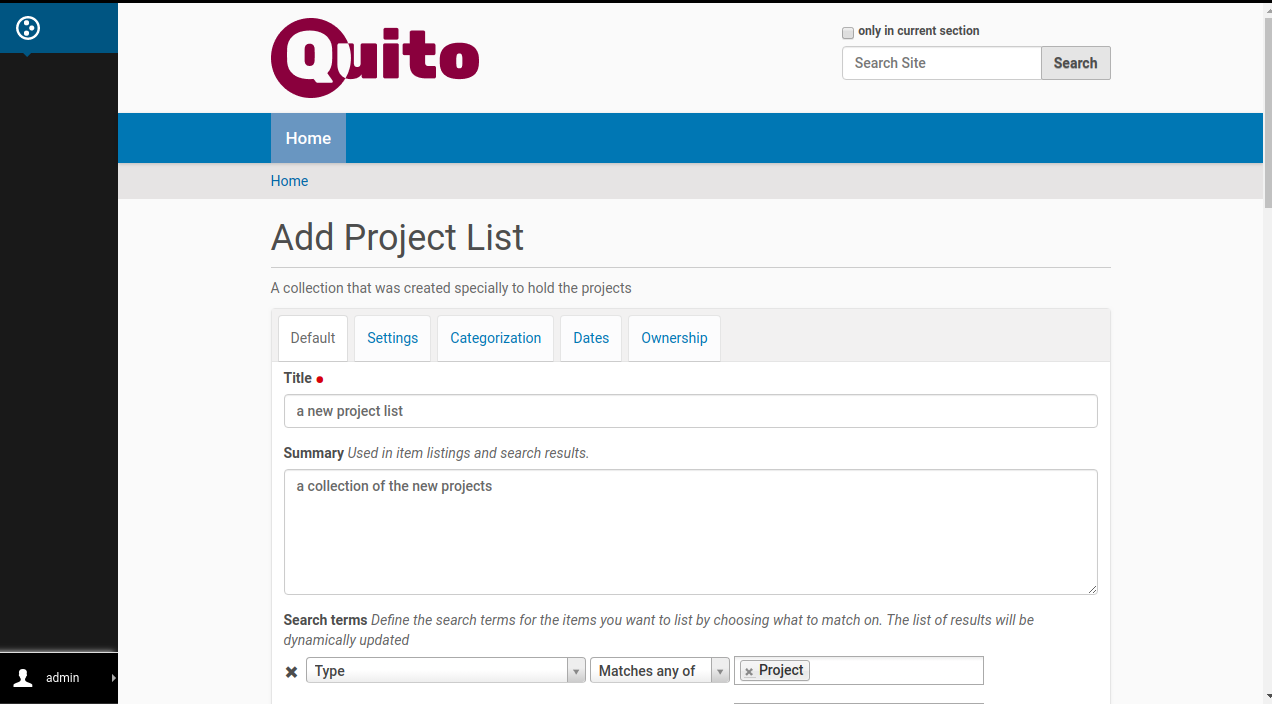 Quito
only in current section
Search Site
Search
Home
Home
Add Project List
A collection that was created specially to hold the projects
Default Settings Categorization Dates Ownership
Title
a new project list
Summary Used in item listings and search results.
a collection of the new projects
Search terms Define the search terms for the items you want to list by choosing what to match on. The list of results will be
dynamically updated
Type Matches any of Project
admin